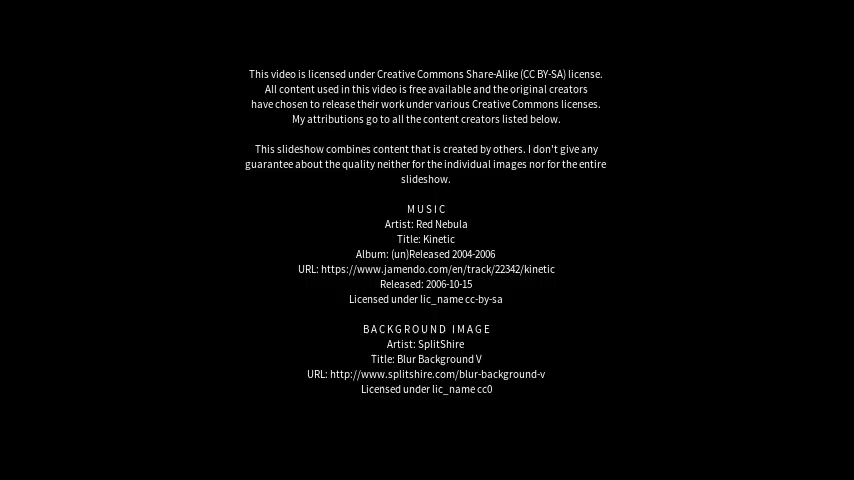 This video is licensed under Creative Commons Share-Alike (CC BY-SA) license.
All content used in this video is free available and the original creators
have chosen to release their work under various Creative Commons licenses.
My attributions go to all the content creators listed below.
This slideshow combines content that is created by others. I don't give any
guarantee about the quality neither for the individual images nor for the entire
slideshow.
MUSIC
Artist: Red Nebula
Title: Kinetic
Album: (un)Released 2004-2006
URL: https://www.jamendo.com/en/track/22342/kinetic
Released: 2006-10-15
Licensed under lic_name cc-by-sa
BACKGROUND IMAGE
Artist: SplitShire
Title: Blur Background V
URL: http://www.splitshire.com/blur-background-v
Licensed under lic_name cc0